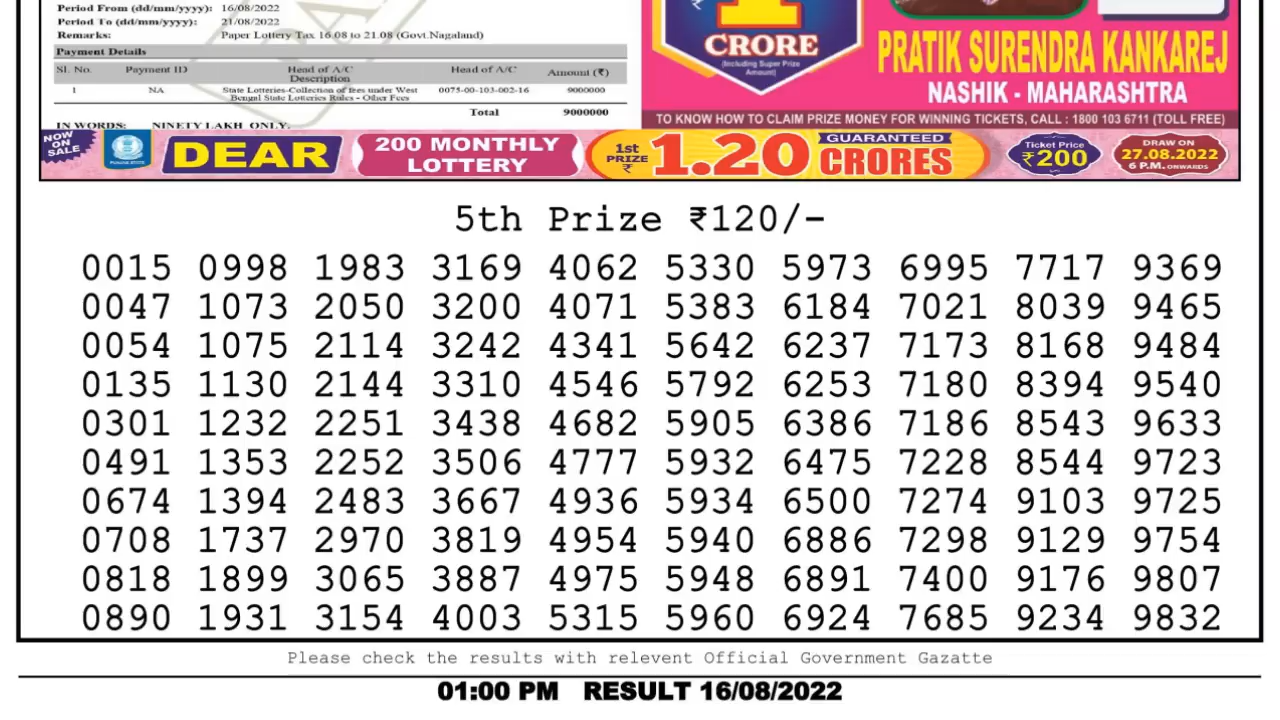 Period From (dd/mm/yyyy): 16/08/2022
Period To (dd/mm/yyyy): 21/08/2022
Remarks: Paper Lottery Tax 16.08 to 21.08 (Govt.Nagaland)
Payment Details
Sl. No. Payment ID Head of A/C Description Head of A/C Amount (₹)
1 NA State Lotteries-Collection of fees under West 0075-00-103-002-16 9000000
Bengal State Lotteries Rules - Other Fees
Total 9000000
IN WORDS: NINETY LAKH ONLY.
₹ 1
CRORE
(Including Super Prize
Amount)
PRATIK SURENDRA KANKAREJ
NASHIK - MAHARASHTRA
TO KNOW HOW TO CLAIM PRIZE MONEY FOR WINNING TICKETS, CALL : 1800 103 6711 (TOLL FREE)
NOW
ON
SALE
PUNJAB STATE
DEAR
200 MONTHLY
LOTTERY
1st
PRIZE
₹
1.20
GUARANTEED
CRORES
Ticket Price
₹200
DRAW ON
27.08.2022
6 P.M. ONWARDS
5th Prize ₹120/-
0015 0998 1983 3169 4062 5330 5973 6995 7717 9369
0047 1073 2050 3200 4071 5383 6184 7021 8039 9465
0054 1075 2114 3242 4341 5642 6237 7173 8168 9484
0135 1130 2144 3310 4546 5792 6253 7180 8394 9540
0301 1232 2251 3438 4682 5905 6386 7186 8543 9633
0491 1353 2252 3506 4777 5932 6475 7228 8544 9723
0674 1394 2483 3667 4936 5934 6500 7274 9103 9725
0708 1737 2970 3819 4954 5940 6886 7298 9129 9754
0818 1899 3065 3887 4975 5948 6891 7400 9176 9807
0890 1931 3154 4003 5315 5960 6924 7685 9234 9832
Please check the results with relevent Official Government Gazatte
01:00 PM RESULT 16/08/2022